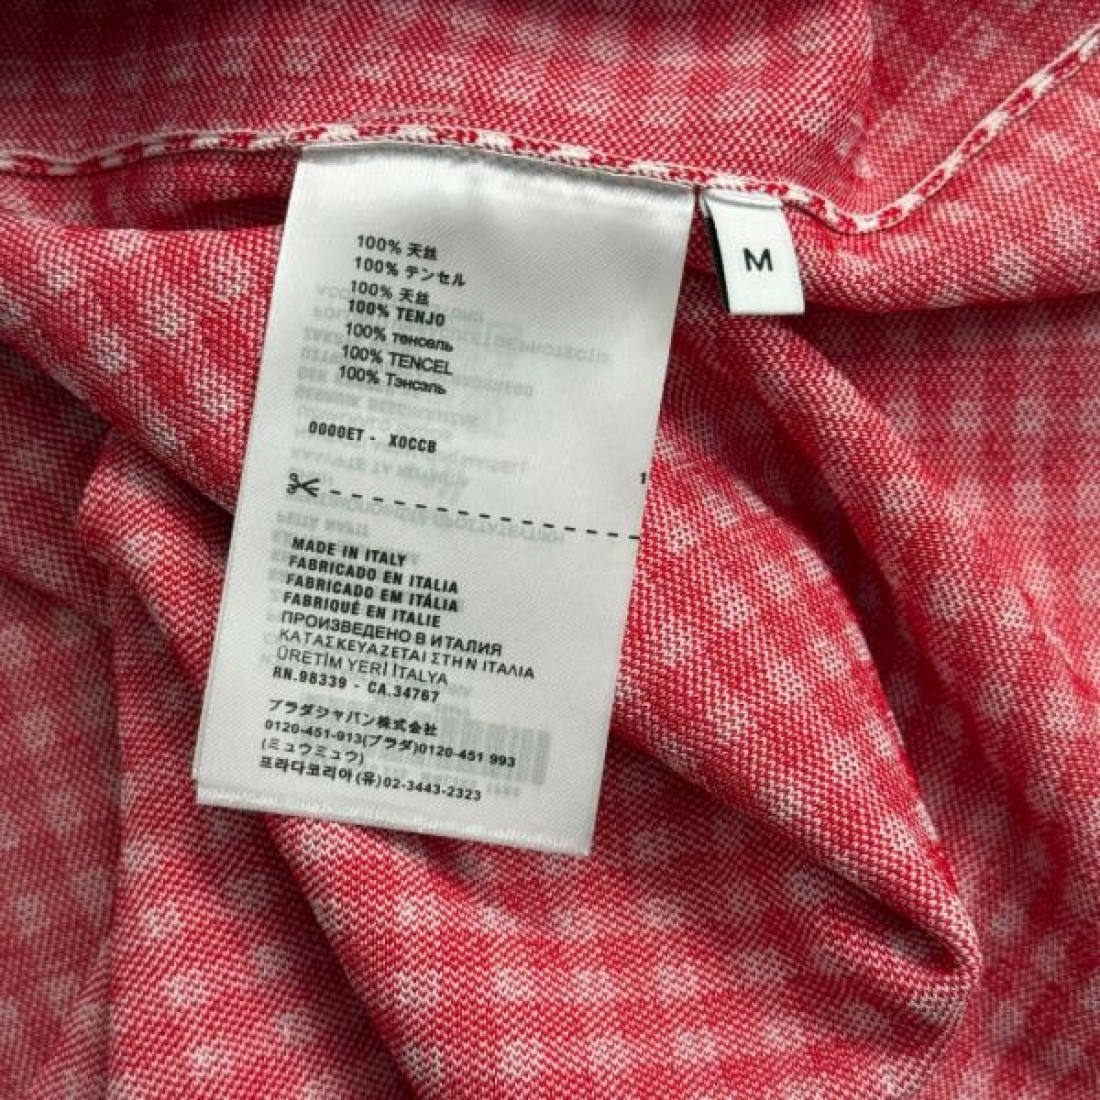 100% 天丝
100% テンセル
100% 天丝
100% TENJO
100% тенсель
100% TENCEL
100% Тэнсэль
0000ET - X0CCB
MADE IN ITALY
FABRICADO EN ITALIA
FABRICADO EM ITÁLIA
FABRIQUÉ EN ITALIE
ПРОИЗВЕДЕНО В ИТАЛИЯ
ΚΑΤΑΣΚΕΥΑΖΕΤΑΙ ΣΤΗΝ ΙΤΑΛΙΑ
ÜRETİM YERİ İTALYA
RN.98339 - CA.34767
プラダジャパン株式会社
0120-451-913(プラダ)0120-451 993
(ミュウミュウ)
프라다코리아(유)02-3443-2323
M